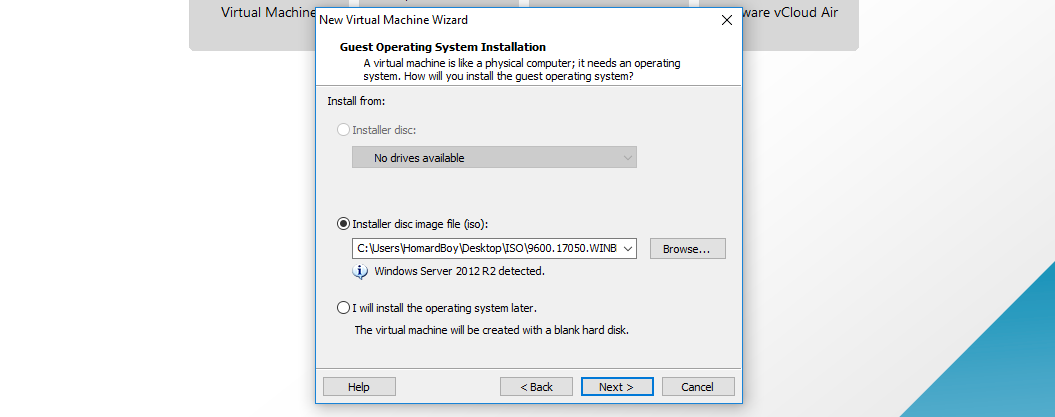 Virtual Machine
ware vCloud Air
New Virtual Machine Wizard
Guest Operating System Installation
A virtual machine is like a physical computer; it needs an operating
system. How will you install the guest operating system?
Install from:
Installer disc:
No drives available
Installer disc image file (iso):
C:\Users\HomardBoy\Desktop\ISO\9600.17050.WINB
Browse...
Windows Server 2012 R2 detected.
I will install the operating system later.
The virtual machine will be created with a blank hard disk.
Help
< Back
Next >
Cancel